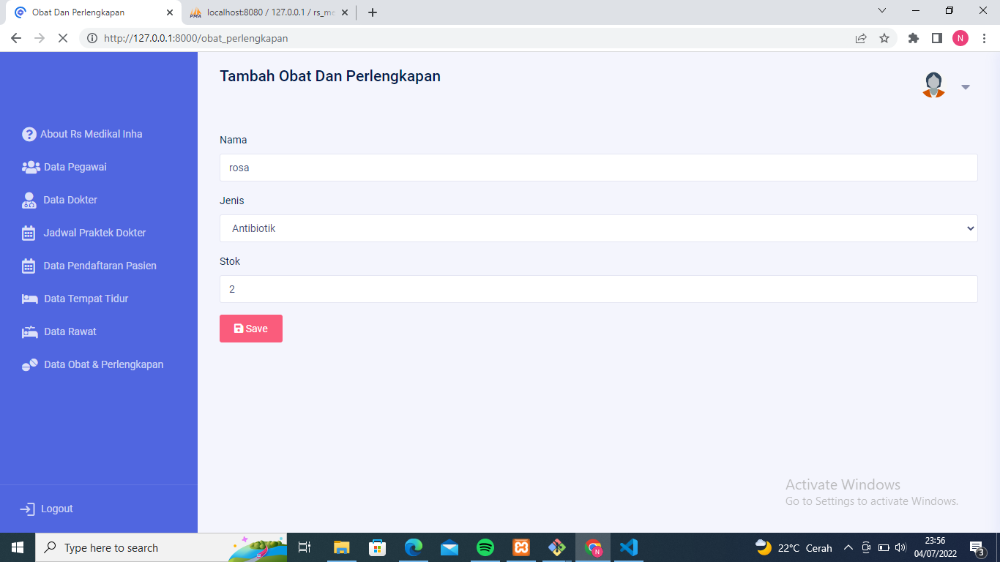 Obat Dan Perlengkapan
PMA
localhost:8080 / 127.0.0.1 / rs_me
http://127.0.0.1:8000/obat_perlengkapan
N
Tambah Obat Dan Perlengkapan
About Rs Medikal Inha
Data Pegawai
Data Dokter
Jadwal Praktek Dokter
Data Pendaftaran Pasien
Data Tempat Tidur
Data Rawat
Data Obat & Perlengkapan
Logout
Nama
rosa
Jenis
Antibiotik
Stok
2
Save
Activate Windows
Go to Settings to activate Windows.
Type here to search
N
22°C Cerah
23:56
04/07/2022
3